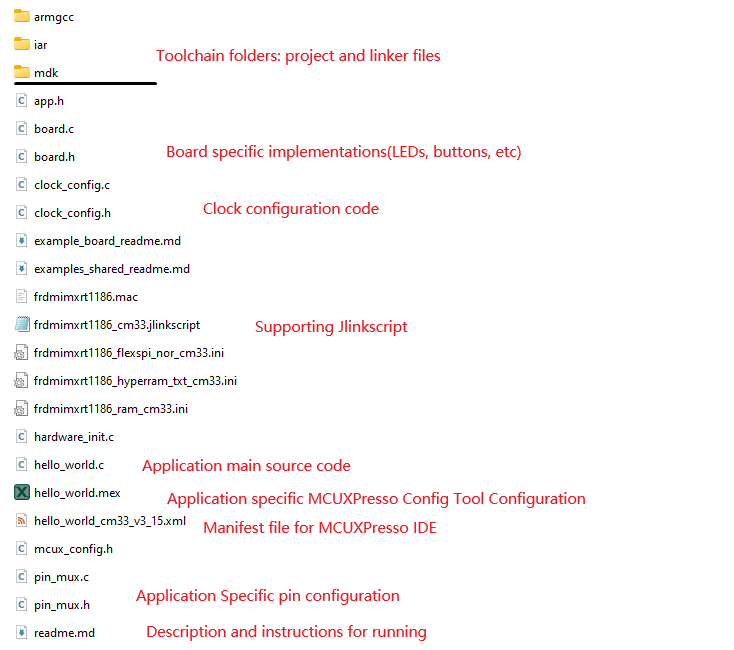 armgcc
iar
Toolchain folders: project and linker files
mdk
app.h
board.c
Board specific implementations(LEDs, buttons, etc)
board.h
clock_config.c
Clock configuration code
clock_config.h
example_board_readme.md
examples_shared_readme.md
frdmimxrt1186.mac
frdmimxrt1186_cm33.jlinkscript
Supporting Jlinkscript
frdmimxrt1186_flexspi_nor_cm33.ini
frdmimxrt1186_hyperram_txt_cm33.ini
frdmimxrt1186_ram_cm33.ini
hardware_init.c
hello_world.c
Application main source code
hello_world.mex
Application specific MCUXPresso Config Tool Configuration
hello_world_cm33_v3_15.xml
Manifest file for MCUXPresso IDE
mcux_config.h
pin_mux.c
Application Specific pin configuration
pin_mux.h
readme.md
Description and instructions for running